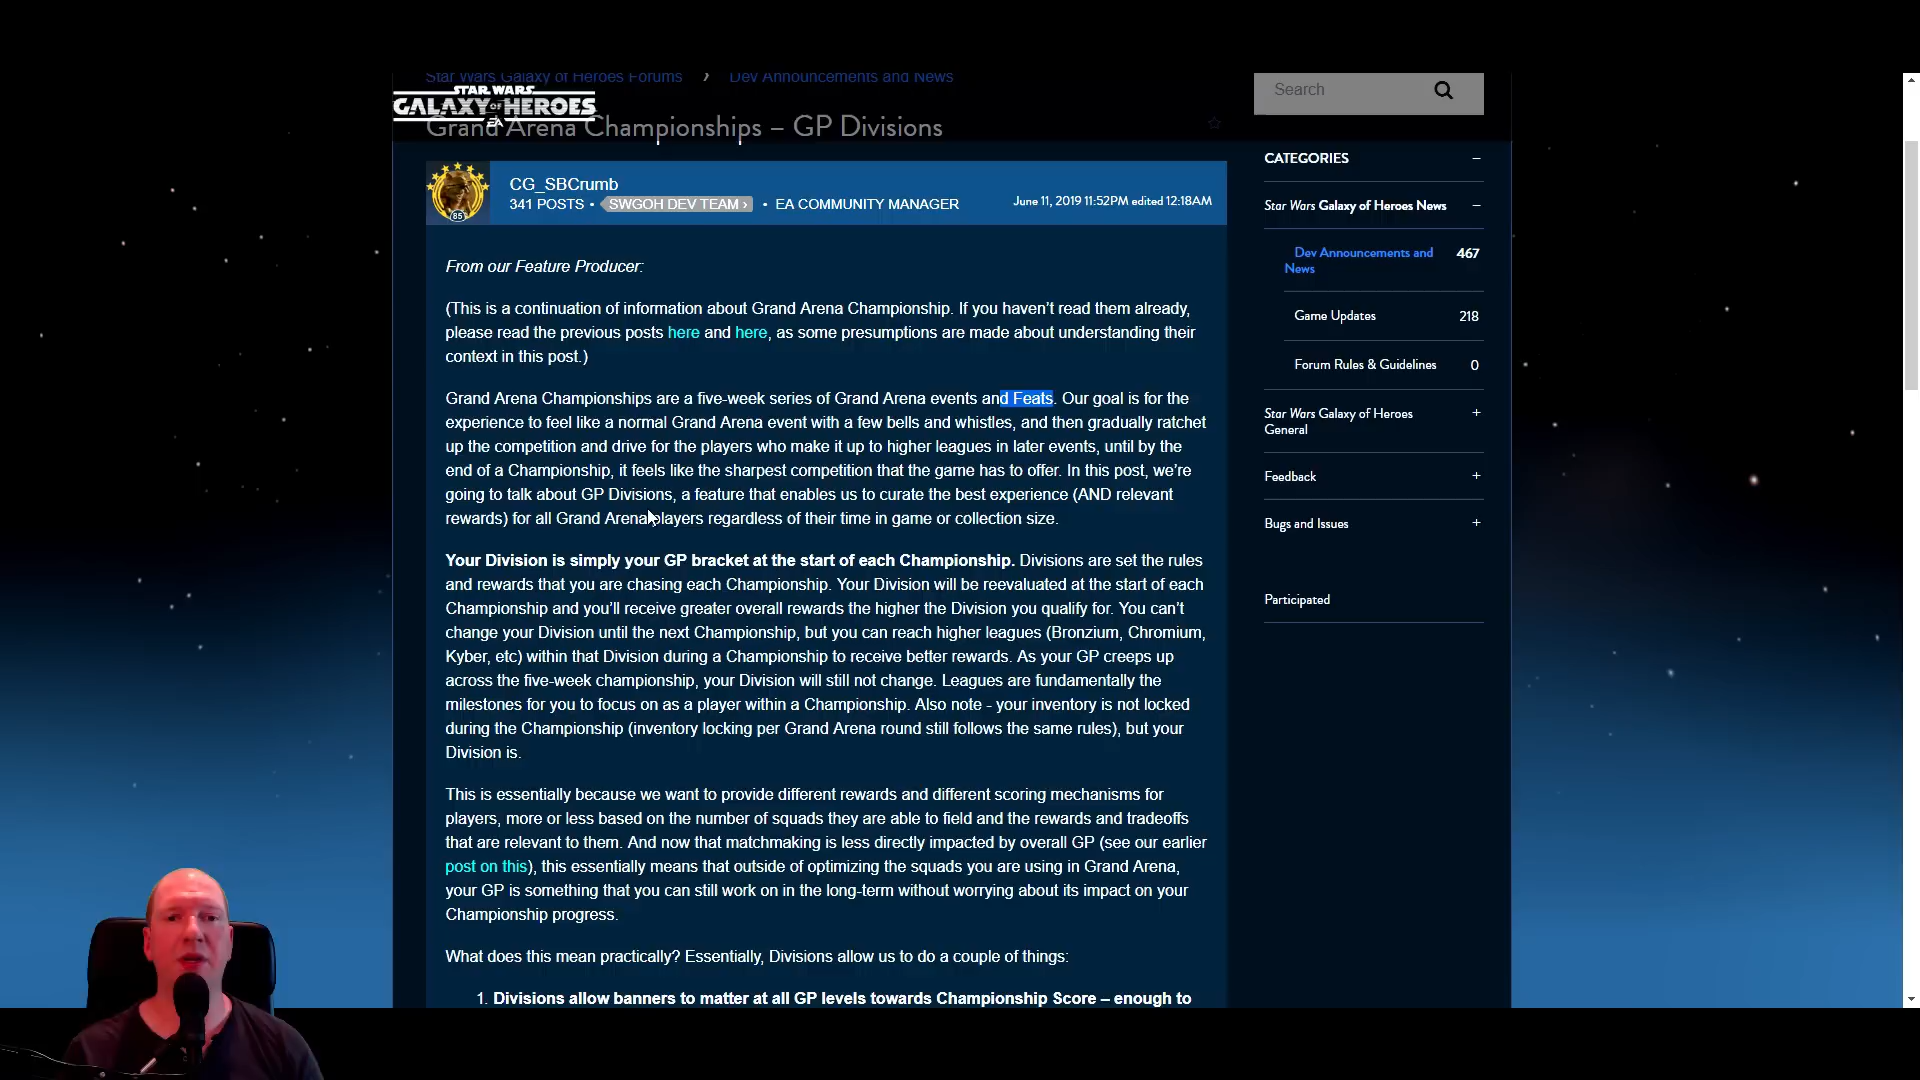 Star Wars Galaxy of Heroes Forums › Dev Announcements and News
STAR WARS
GALAXY OF HEROES
EA
Grand Arena Championships – GP Divisions
Search
CG_SBCrumb
341 POSTS • SWGOH DEV TEAM › • EA COMMUNITY MANAGER
June 11, 2019 11:52PM edited 12:18AM
85
From our Feature Producer:
(This is a continuation of information about Grand Arena Championship. If you haven’t read them already,
please read the previous posts here and here, as some presumptions are made about understanding their
context in this post.)
Grand Arena Championships are a five-week series of Grand Arena events and Feats. Our goal is for the
experience to feel like a normal Grand Arena event with a few bells and whistles, and then gradually ratchet
up the competition and drive for the players who make it up to higher leagues in later events, until by the
end of a Championship, it feels like the sharpest competition that the game has to offer. In this post, we’re
going to talk about GP Divisions, a feature that enables us to curate the best experience (AND relevant
rewards) for all Grand Arena players regardless of their time in game or collection size.
Your Division is simply your GP bracket at the start of each Championship. Divisions are set the rules
and rewards that you are chasing each Championship. Your Division will be reevaluated at the start of each
Championship and you’ll receive greater overall rewards the higher the Division you qualify for. You can’t
change your Division until the next Championship, but you can reach higher leagues (Bronzium, Chromium,
Kyber, etc) within that Division during a Championship to receive better rewards. As your GP creeps up
across the five-week championship, your Division will still not change. Leagues are fundamentally the
milestones for you to focus on as a player within a Championship. Also note - your inventory is not locked
during the Championship (inventory locking per Grand Arena round still follows the same rules), but your
Division is.
This is essentially because we want to provide different rewards and different scoring mechanisms for
players, more or less based on the number of squads they are able to field and the rewards and tradeoffs
that are relevant to them. And now that matchmaking is less directly impacted by overall GP (see our earlier
post on this), this essentially means that outside of optimizing the squads you are using in Grand Arena,
your GP is something that you can still work on in the long-term without worrying about its impact on your
Championship progress.
What does this mean practically? Essentially, Divisions allow us to do a couple of things:
1. Divisions allow banners to matter at all GP levels towards Championship Score – enough to
CATEGORIES −
Star Wars Galaxy of Heroes News −
Dev Announcements and 467
News
Game Updates 218
Forum Rules & Guidelines 0
Star Wars Galaxy of Heroes +
General
Feedback +
Bugs and Issues +
Participated